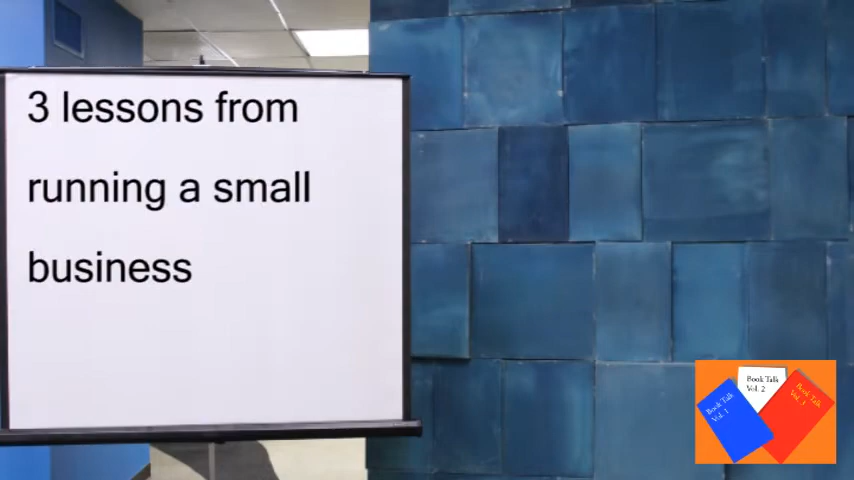 3 lessons from
running a small
business
Book Talk
Vol. 1
Book Talk
Vol. 2
Book Talk
Vol. 3